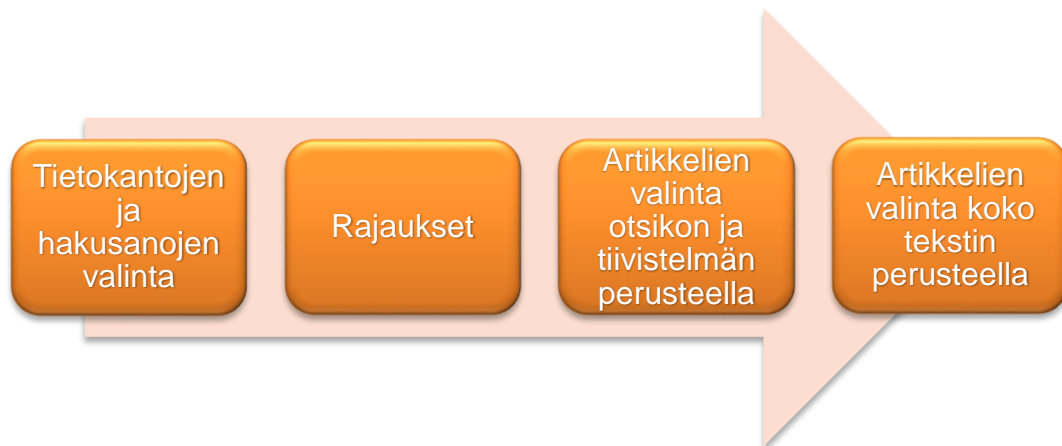 Tietokantojen
ja
hakusanojen
valinta
Rajaukset
Artikkelien
valinta
otsikon ja
tiivistelmän
perusteella
Artikkelien
valinta koko
tekstin
perusteella